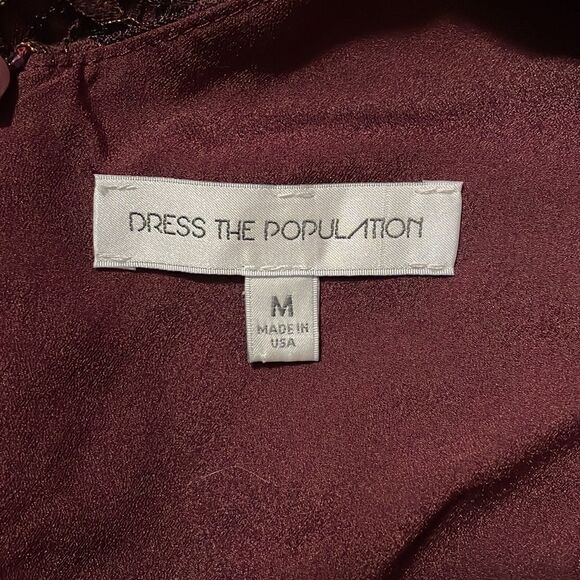 DRESS THE POPULATION
M
MADE IN
USA